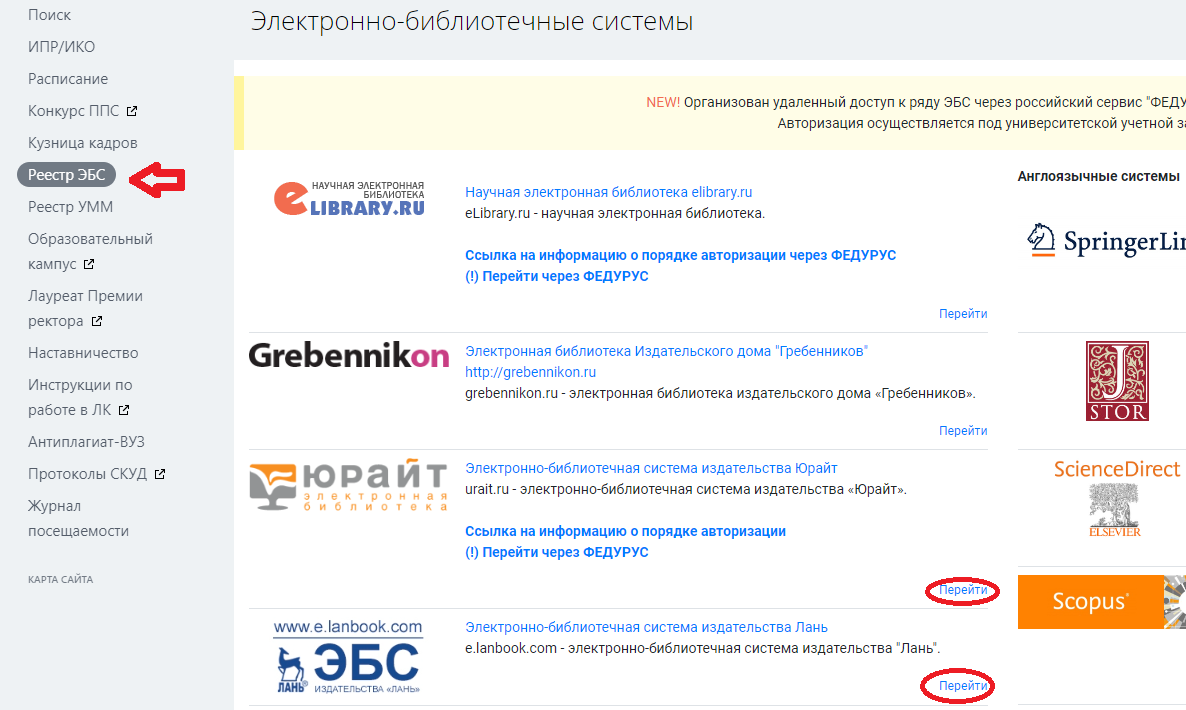 Поиск
ИПР/ИКО
Расписание
Конкурс ППС
Кузница кадров
Реестр ЭБС
Реестр УММ
Образовательный
кампус
Лауреат Премии
ректора
Наставничество
Инструкции по
работе в ЛК
Антиплагиат-ВУЗ
Протоколы СКУД
Журнал
посещаемости
КАРТА САЙТА
Электронно-библиотечные системы
NEW! Организован удаленный доступ к ряду ЭБС через российский сервис "ФЕДУ
Авторизация осуществляется под университетской учетной за
НАУЧНАЯ ЭЛЕКТРОННАЯ
БИБЛИОТЕКА
eLIBRARY.RU
Научная электронная библиотека elibrary.ru
eLibrary.ru - научная электронная библиотека.
Ссылка на информацию о порядке авторизации через ФЕДУРУС
(!) Перейти через ФЕДУРУС
Перейти
Grebennikon
Электронная библиотека Издательского дома "Гребенников"
http://grebennikon.ru
grebennikon.ru - электронная библиотека издательского дома «Гребенников».
Перейти
ЮРАЙТ
электронная
библиотека
Электронно-библиотечная система издательства Юрайт
urait.ru - электронно-библиотечная система издательства «Юрайт».
Ссылка на информацию о порядке авторизации
(!) Перейти через ФЕДУРУС
Перейти
www.e.lanbook.com
ЭБС
ЛАНЬ® ИЗДАТЕЛЬСТВА «ЛАНЬ»
Электронно-библиотечная система издательства Лань
e.lanbook.com - электронно-библиотечная система издательства "Лань".
Перейти
Англоязычные системы
SpringerLin
J
STOR
ScienceDirect
ELSEVIER
Scopus®